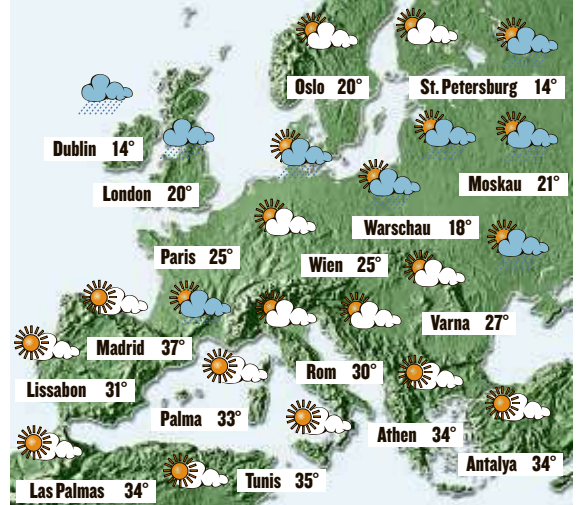 Oslo 20°
St. Petersburg 14°
Dublin 14°
London 20°
Moskau 21°
Warschau 18°
Paris 25°
Wien 25°
Varna 27°
Madrid 37°
Lissabon 31°
Rom 30°
Palma 33°
Athen 34°
Antalya 34°
Las Palmas 34°
Tunis 35°